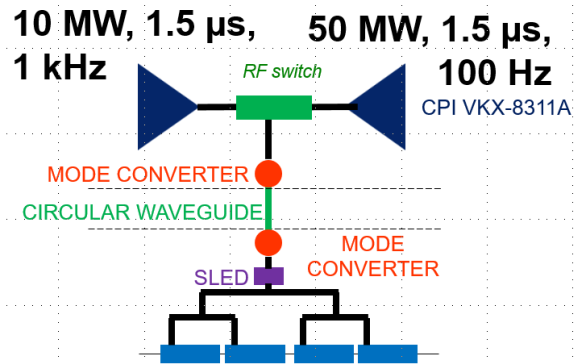 10 MW, 1.5 µs,
1 kHz
50 MW, 1.5 µs,
100 Hz
RF switch
CPI VKX-8311A
MODE CONVERTER
CIRCULAR WAVEGUIDE
MODE
CONVERTER
SLED